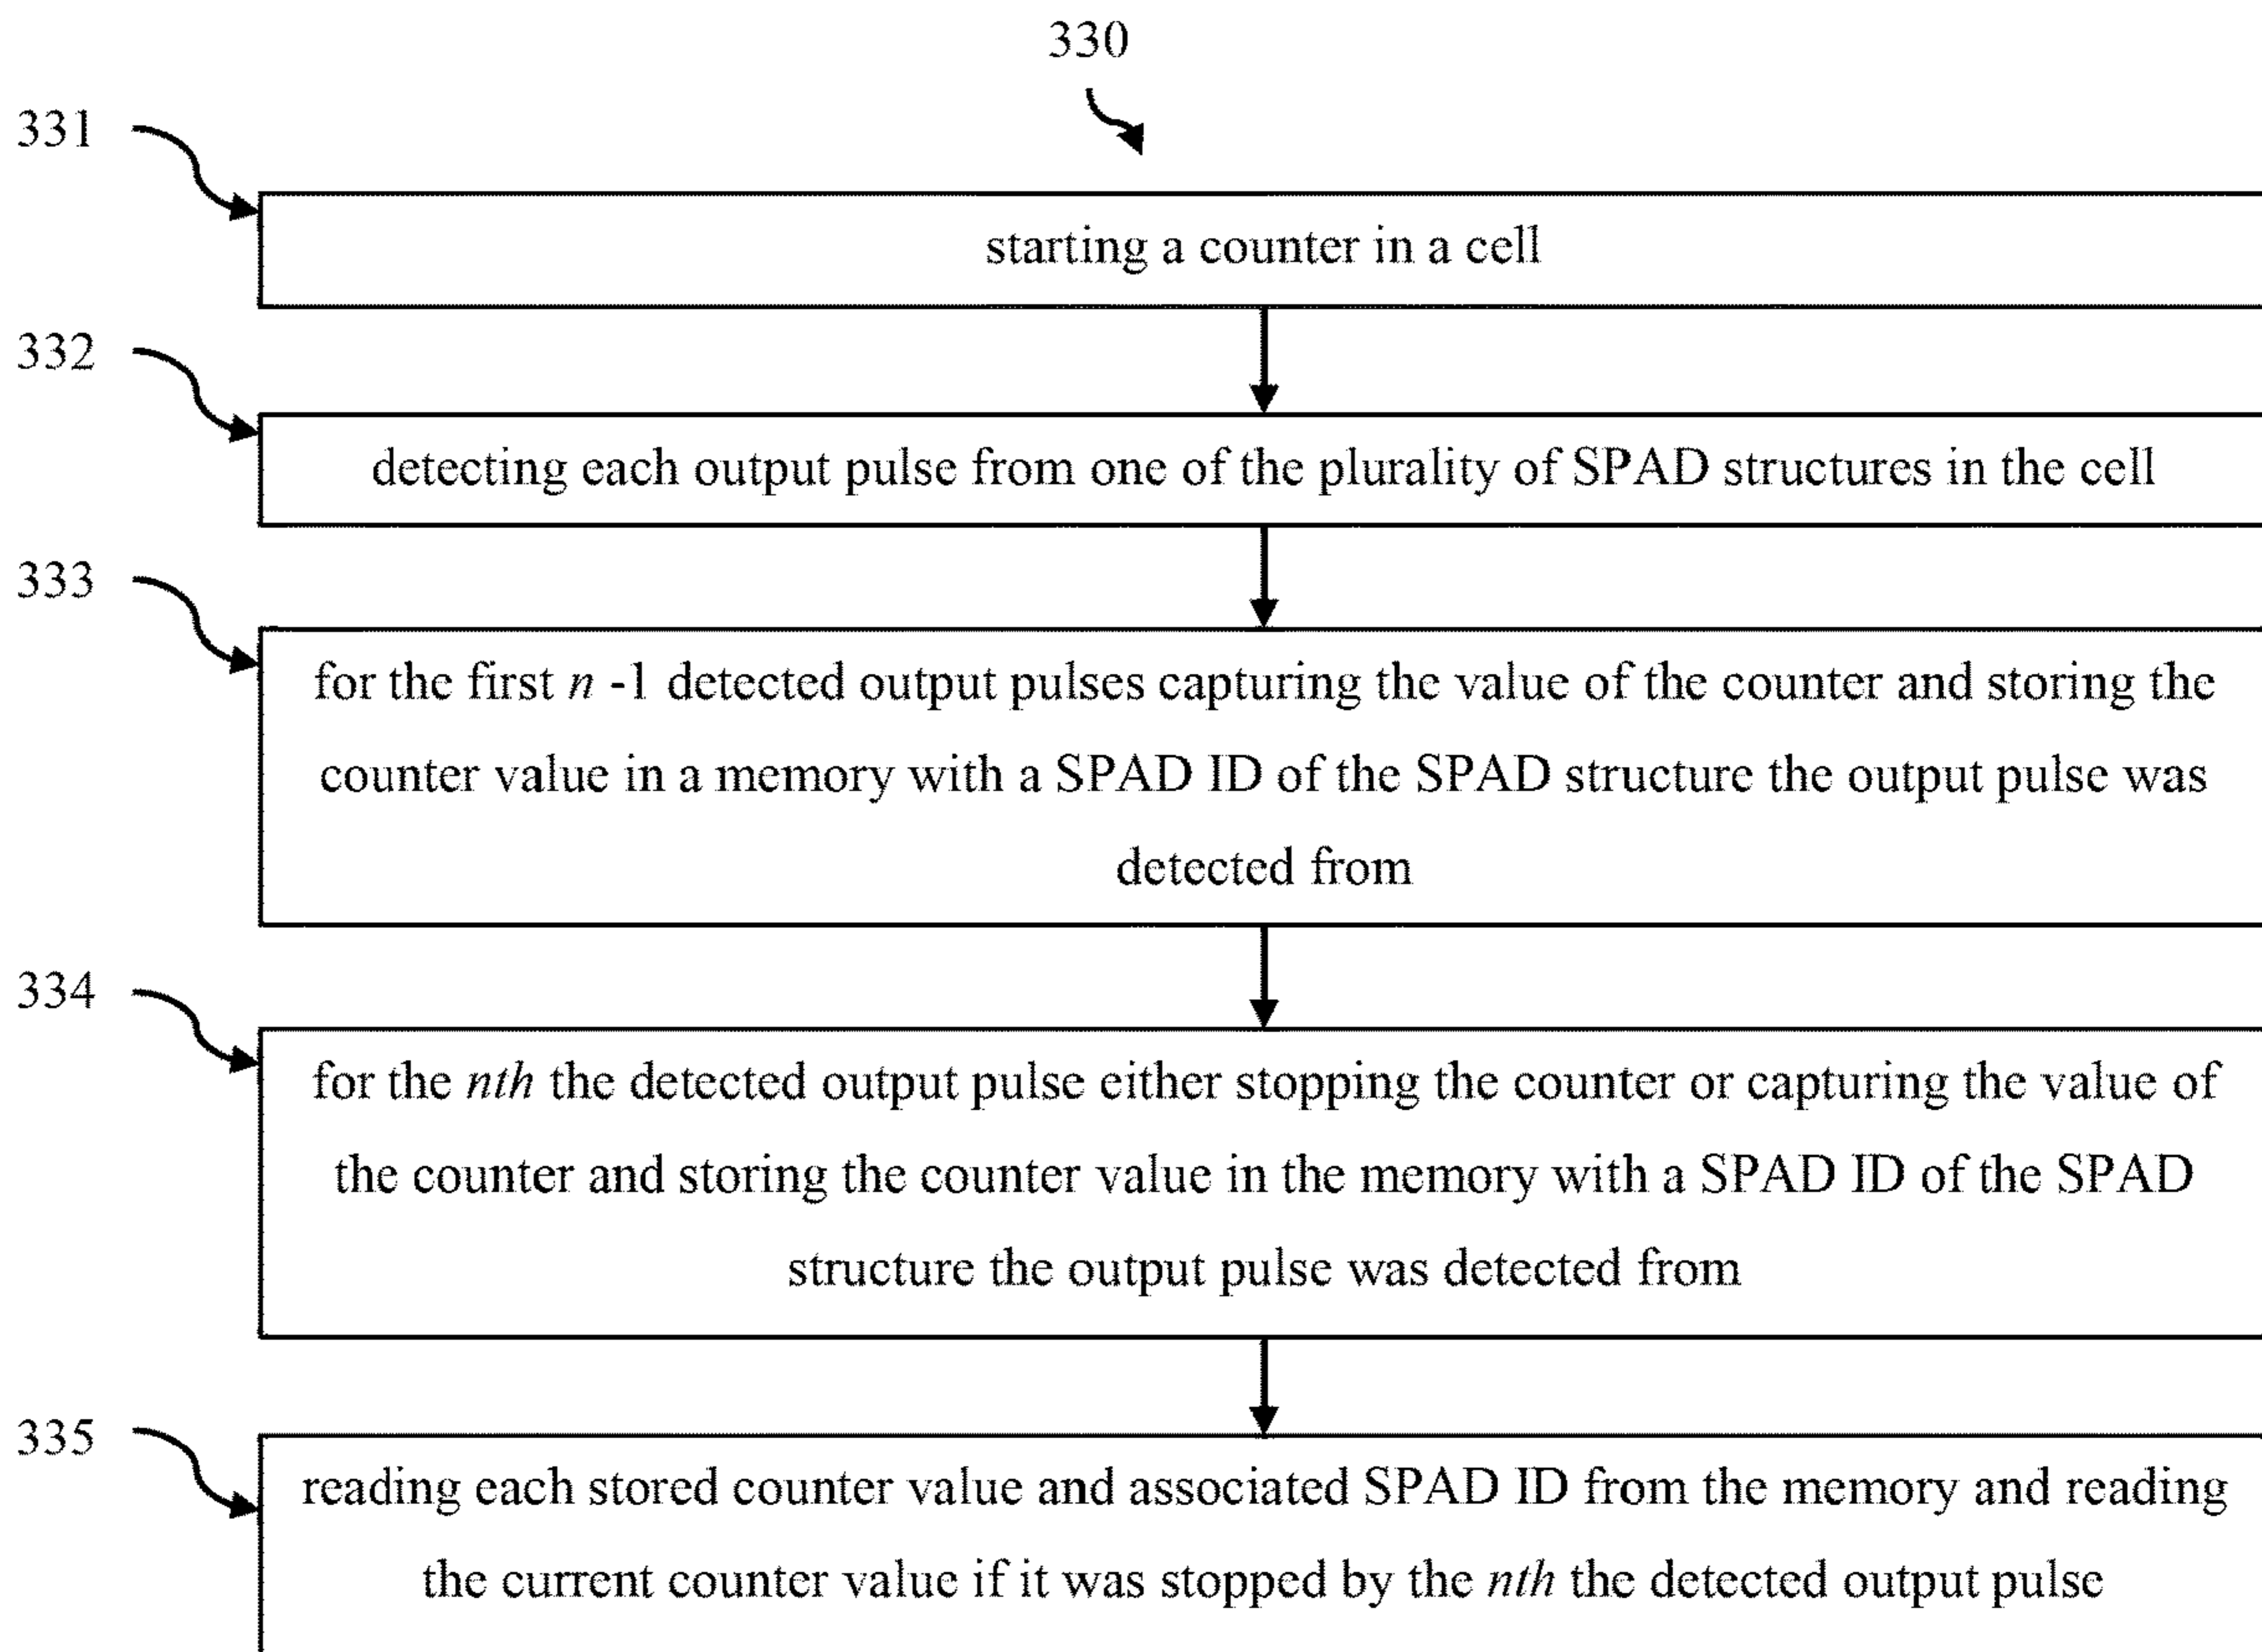 330
331
starting a counter in a cell
332
detecting each output pulse from one of the plurality of SPAD structures in the cell
333
for the first n -1 detected output pulses capturing the value of the counter and storing the
counter value in a memory with a SPAD ID of the SPAD structure the output pulse was
detected from
334
for the nth the detected output pulse either stopping the counter or capturing the value of
the counter and storing the counter value in the memory with a SPAD ID of the SPAD
structure the output pulse was detected from
335
reading each stored counter value and associated SPAD ID from the memory and reading
the current counter value if it was stopped by the nth the detected output pulse